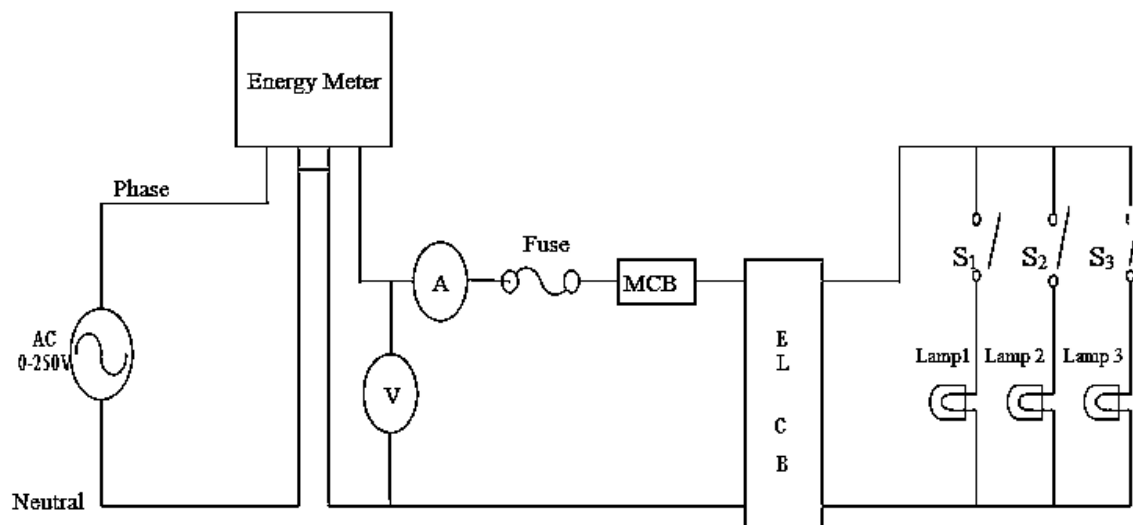 Energy Meter
Phase
Fuse
A
MCB
S1 S2 S3
AC
0-250V
E
L
C
B
Lamp1 Lamp 2 Lamp 3
V
Neutral